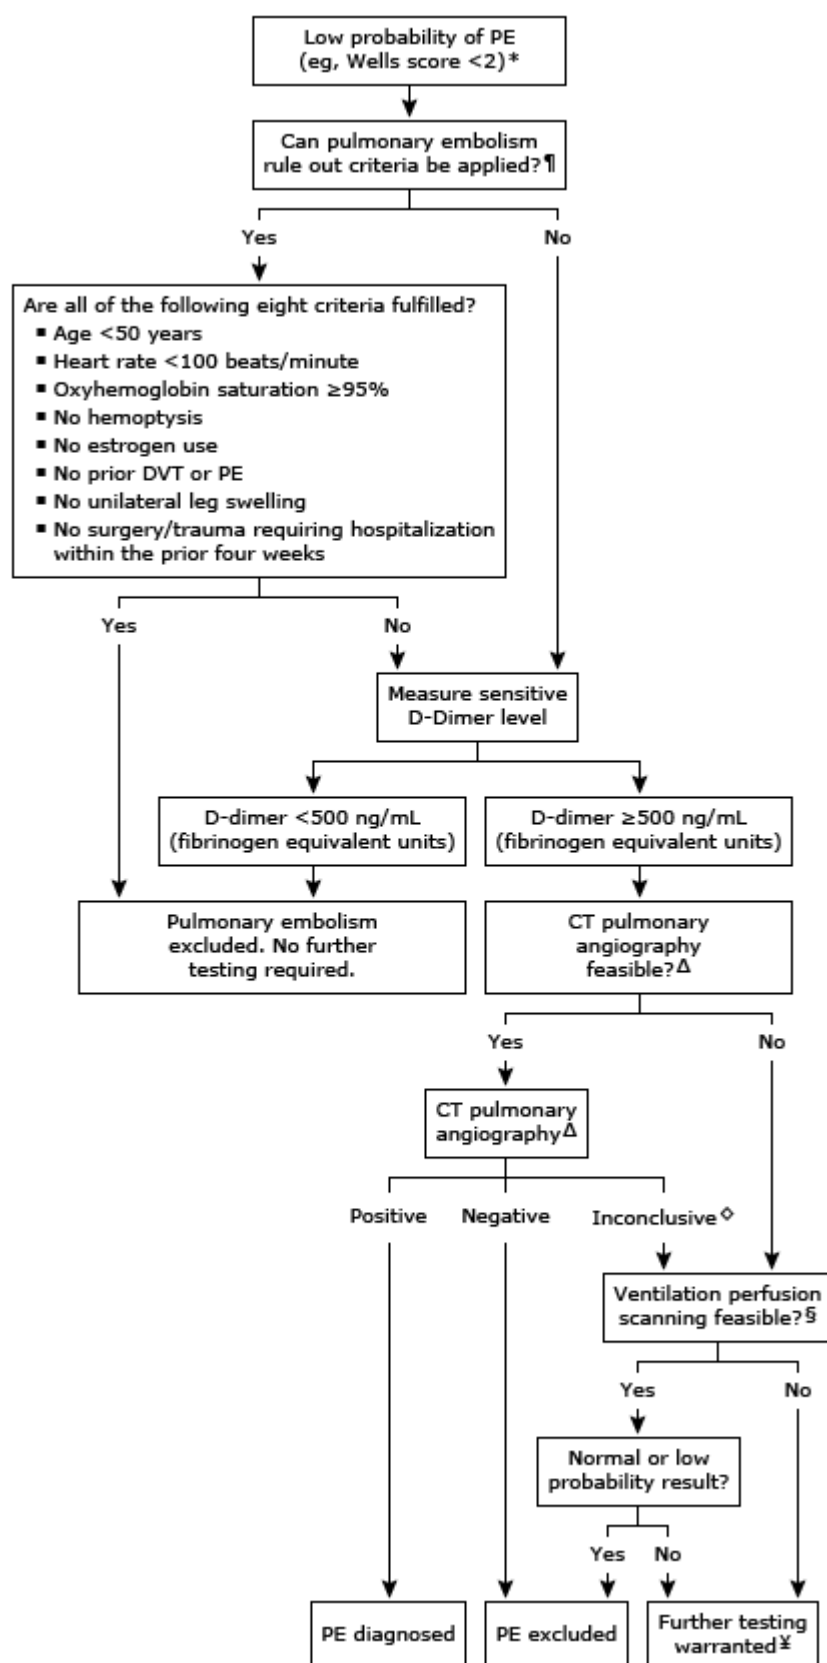 Low probability of PE
(eg, Wells score <2)*
Can pulmonary embolism
rule out criteria be applied?¶
Yes
No
Are all of the following eight criteria fulfilled?
▪ Age <50 years
▪ Heart rate <100 beats/minute
▪ Oxyhemoglobin saturation ≥95%
▪ No hemoptysis
▪ No estrogen use
▪ No prior DVT or PE
▪ No unilateral leg swelling
▪ No surgery/trauma requiring hospitalization
within the prior four weeks
Yes
No
Measure sensitive
D-Dimer level
D-dimer <500 ng/mL
(fibrinogen equivalent units)
D-dimer ≥500 ng/mL
(fibrinogen equivalent units)
Pulmonary embolism
excluded. No further
testing required.
CT pulmonary
angiography
feasible?Δ
Yes
No
CT pulmonary
angiographyΔ
Positive
Negative
Inconclusive◇
Ventilation perfusion
scanning feasible?§
Yes
No
Normal or low
probability result?
Yes
No
PE diagnosed
PE excluded
Further testing
warranted¥